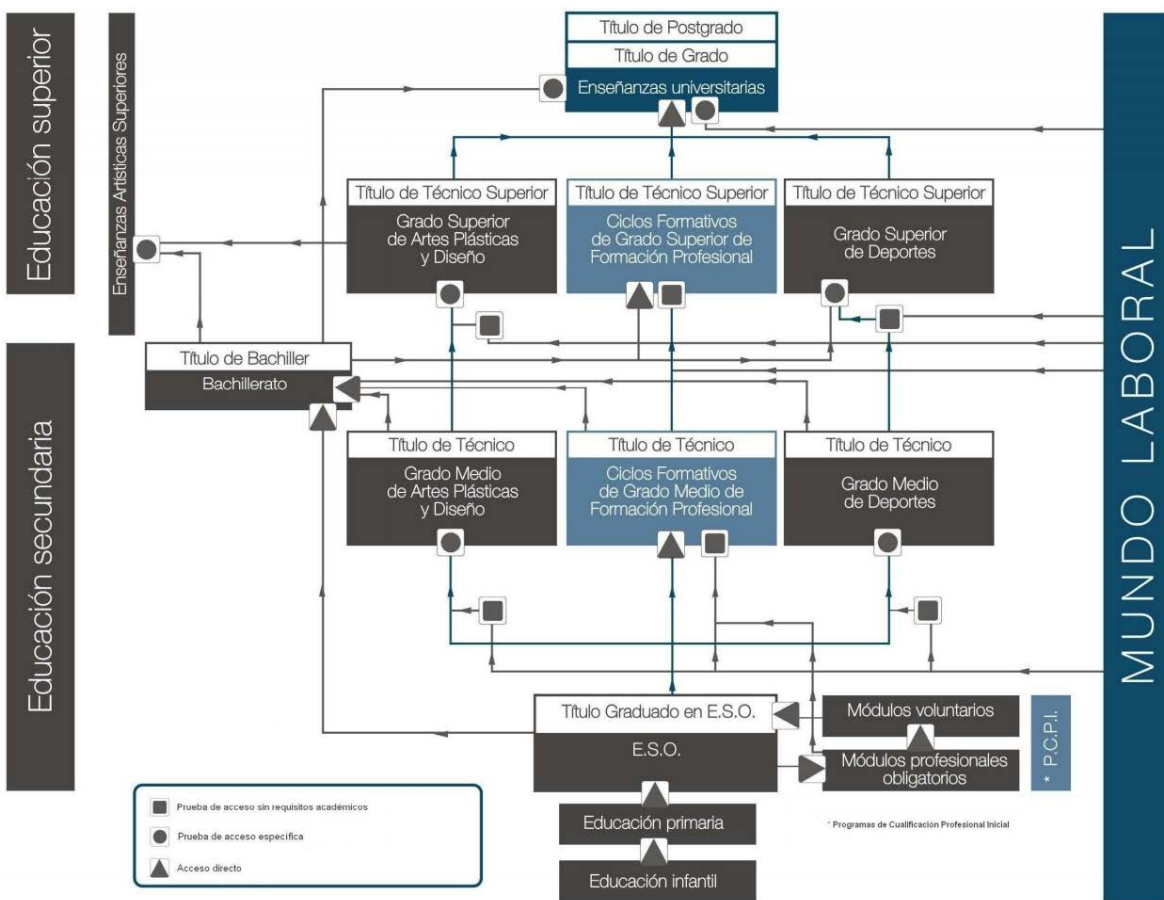 Educación superior
Enseñanzas Artísticas Superiores
Título de Postgrado
Título de Grado
Enseñanzas universitarias
Título de Técnico Superior
Grado Superior
de Artes Plásticas
y Diseño
Título de Técnico Superior
Ciclos Formativos
de Grado Superior de
Formación Profesional
Título de Técnico Superior
Grado Superior
de Deportes
MUNDO LABORAL
Educación secundaria
Título de Bachiller
Bachillerato
Título de Técnico
Grado Medio
de Artes Plásticas
y Diseño
Título de Técnico
Ciclos Formativos
de Grado Medio de
Formación Profesional
Título de Técnico
Grado Medio
de Deportes
Título Graduado en E.S.O.
E.S.O.
Módulos voluntarios
Módulos profesionales
obligatorios
* P.C.P.I.
Educación primaria
Educación infantil
* Programas de Cualificación Profesional Inicial
Prueba de acceso sin requisitos académicos
Prueba de acceso específica
Acceso directo